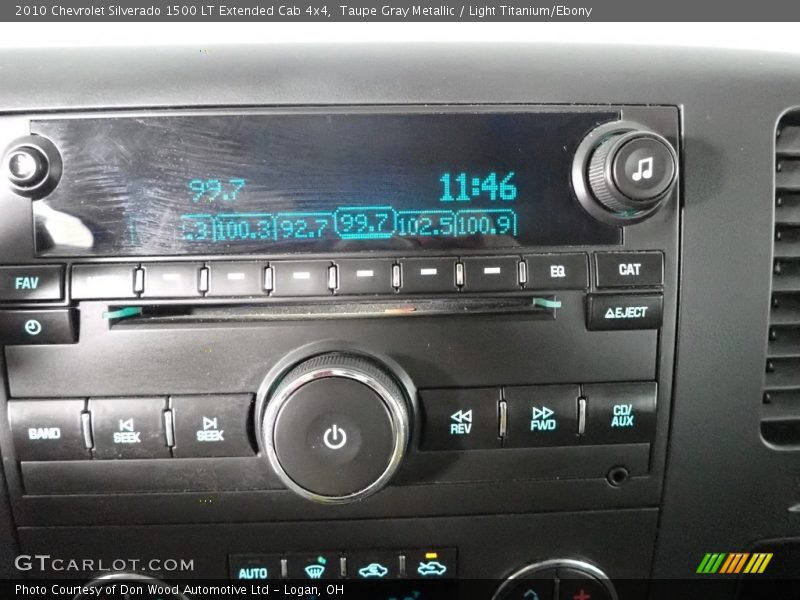 2010 Chevrolet Silverado 1500 LT Extended Cab 4x4, Taupe Gray Metallic / Light Titanium/Ebony
99.7 11:46
.3 100.3 92.7 99.7 102.5 100.9
FAV EQ CAT
EJECT
BAND SEEK SEEK REV FWD CD/AUX
AUTO
GTCARLOT.COM
Photo Courtesy of Don Wood Automotive Ltd - Logan, OH